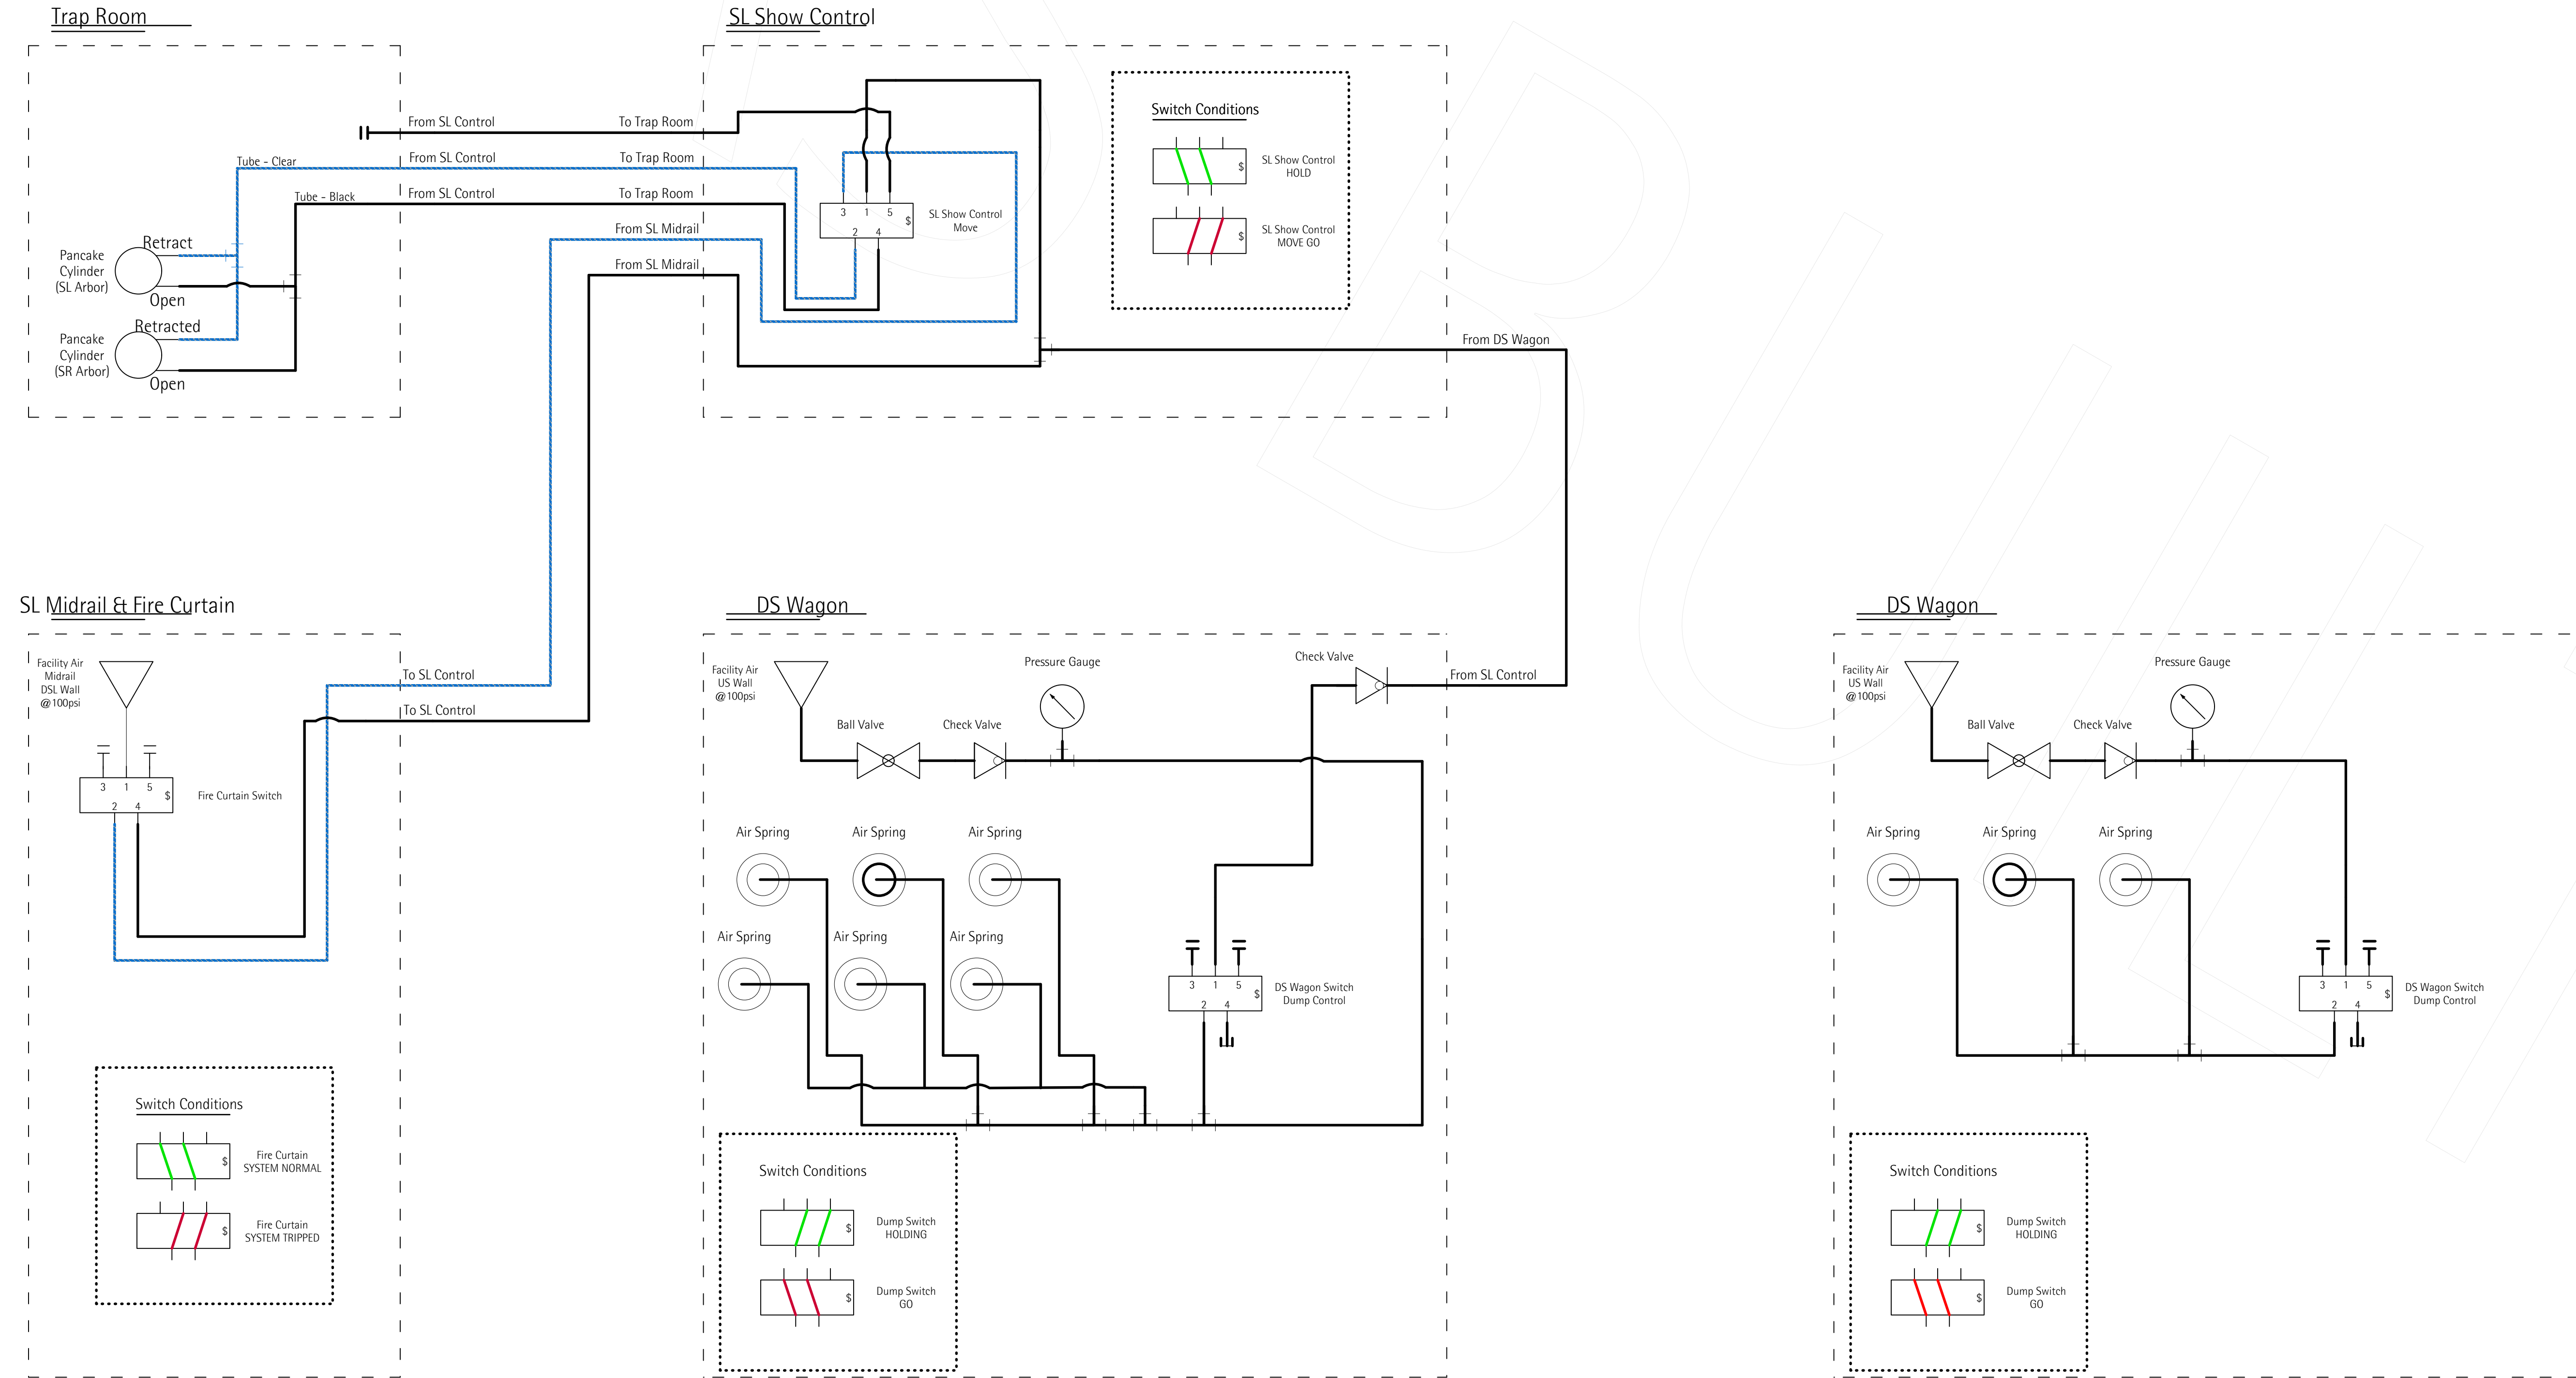 Trap Room
From SL Control
To Trap Room
Tube - Clear
From SL Control
To Trap Room
Tube - Black
From SL Control
To Trap Room
Retract
Pancake
Cylinder
(SL Arbor)
Open
Retracted
Pancake
Cylinder
(SR Arbor)
Open
SL Show Control
From SL Midrail
From SL Midrail
3 1 5
$
2 4
SL Show Control
Move
Switch Conditions
$
SL Show Control
HOLD
$
SL Show Control
MOVE GO
From DS Wagon
SL Midrail & Fire Curtain
Facility Air
Midrail
DSL Wall
@100psi
To SL Control
To SL Control
3 1 5
$
2 4
Fire Curtain Switch
Switch Conditions
$
Fire Curtain
SYSTEM NORMAL
$
Fire Curtain
SYSTEM TRIPPED
DS Wagon
Facility Air
US Wall
@100psi
Ball Valve
Check Valve
Pressure Gauge
Check Valve
From SL Control
Air Spring
Air Spring
Air Spring
Air Spring
Air Spring
Air Spring
3 1 5
$
2 4
DS Wagon Switch
Dump Control
Switch Conditions
$
Dump Switch
HOLDING
$
Dump Switch
GO
DS Wagon
Facility Air
US Wall
@100psi
Ball Valve
Check Valve
Pressure Gauge
Air Spring
Air Spring
Air Spring
3 1 5
$
2 4
DS Wagon Switch
Dump Control
Switch Conditions
$
Dump Switch
HOLDING
$
Dump Switch
GO